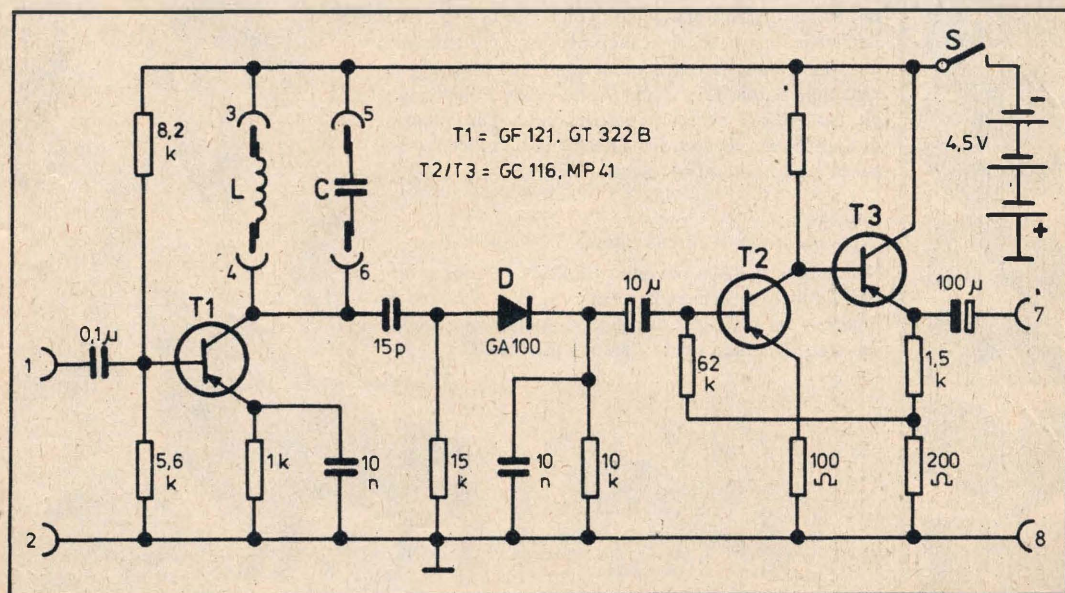 S
8,2
k
3
5
T1 = GF 121. GT 322 B
T2/T3 = GC 116, MP 41
-
4,5 V
L
C
+
4
6
T3
T2
T1
D
10 µ
100 µ
7
0,1µ
15 p
GA 100
62
k
1,5
k
1
5,6
k
1 k
10
n
15
k
10
n
10
k
100
Ω
200
Ω
2
8